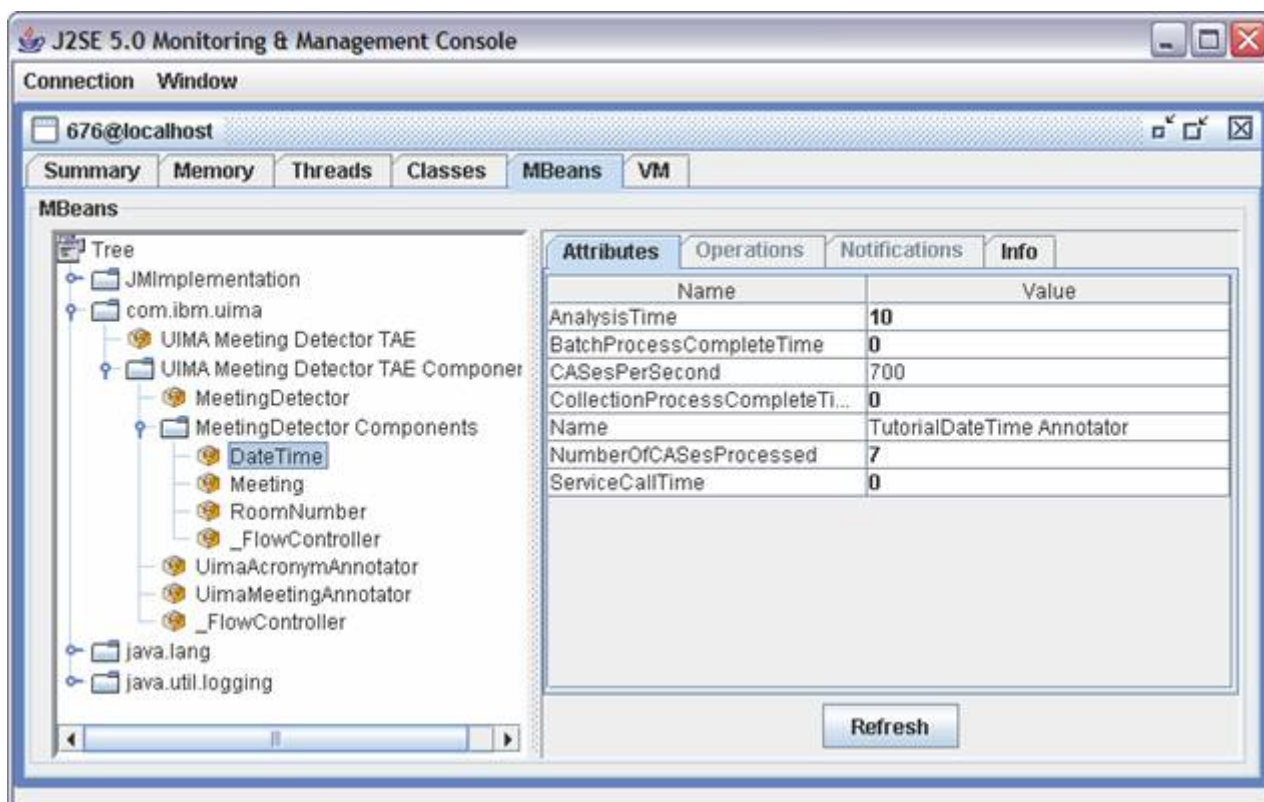 J2SE 5.0 Monitoring & Management Console
Connection Window
676@localhost
Summary Memory Threads Classes MBeans VM
MBeans
Tree
JMImplementation
com.ibm.uima
UIMA Meeting Detector TAE
UIMA Meeting Detector TAE Componer
MeetingDetector
MeetingDetector Components
DateTime
Meeting
RoomNumber
_FlowController
UimaAcronymAnnotator
UimaMeetingAnnotator
_FlowController
java.lang
java.util.logging
Attributes Operations Notifications Info
Name Value
AnalysisTime 10
BatchProcessCompleteTime 0
CASesPerSecond 700
CollectionProcessCompleteTi... 0
Name TutorialDateTime Annotator
NumberOfCASesProcessed 7
ServiceCallTime 0
Refresh